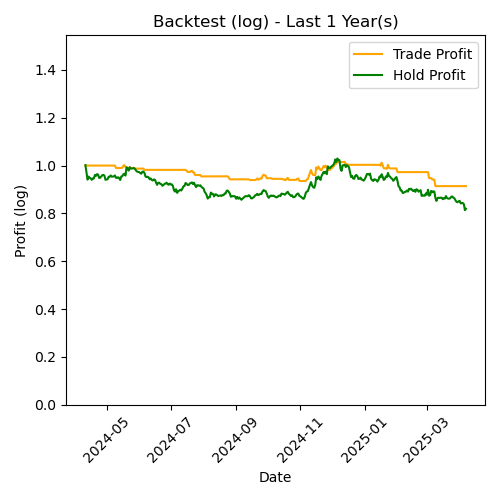 Backtest (log) - Last 1 Year(s)
Trade Profit
Hold Profit
Profit (log)
1.4
1.2
1.0
0.8
0.6
0.4
0.2
0.0
2024-05
2024-07
2024-09
2024-11
2025-01
2025-03
Date